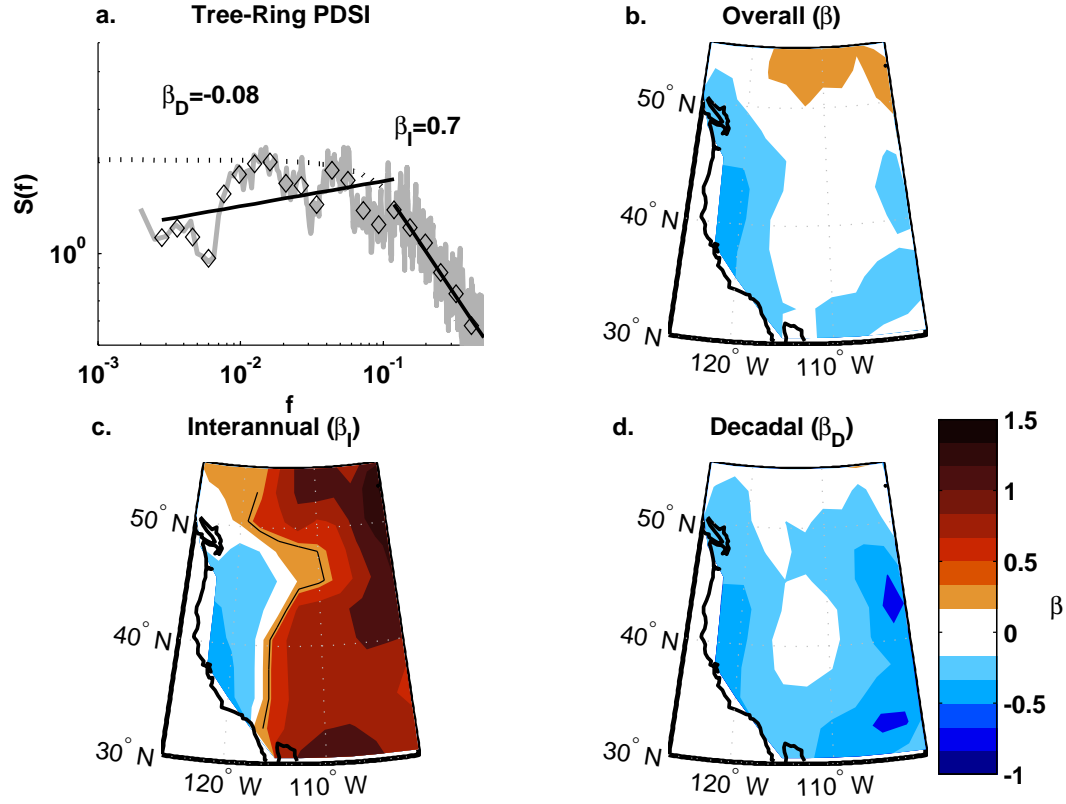 a. Tree-Ring PDSI
β_D=-0.08
β_I=0.7
S(f)
10^0
10^-3 10^-2 10^-1
f
b. Overall (β)
50° N
40° N
30° N
120° W 110° W
c. Interannual (β_I)
50° N
40° N
30° N
120° W 110° W
d. Decadal (β_D)
50° N
40° N
30° N
120° W 110° W
1.5
1
0.5
0
-0.5
-1
β